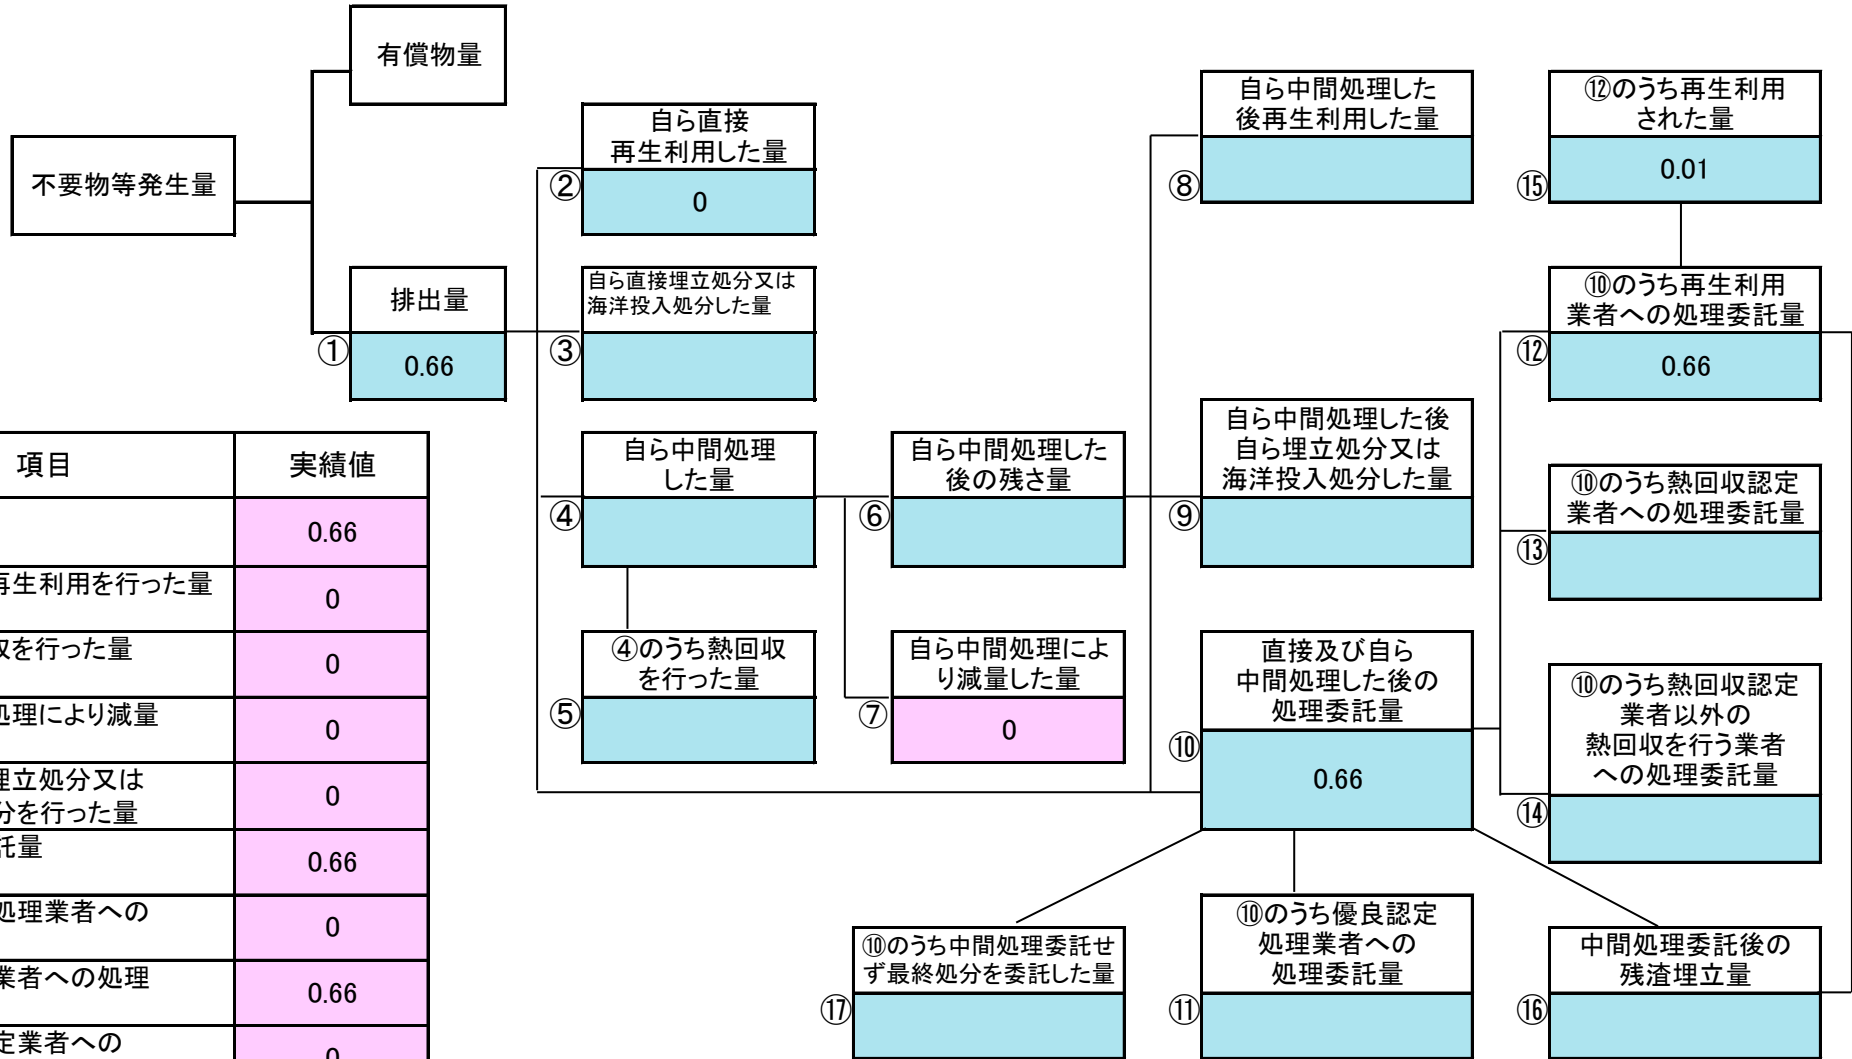 有償物量
不要物等発生量
排出量
①
0.66
自ら直接
再生利用した量
②
0
自ら直接埋立処分又は
海洋投入処分した量
③
自ら中間処理
した量
④
④のうち熱回収
を行った量
⑤
自ら中間処理した
後の残さ量
⑥
自ら中間処理によ
り減量した量
⑦
0
自ら中間処理した
後再生利用した量
⑧
自ら中間処理した後
自ら埋立処分又は
海洋投入処分した量
⑨
直接及び自ら
中間処理した後の
処理委託量
⑩
0.66
⑫のうち再生利用
された量
⑮
0.01
⑩のうち再生利用
業者への処理委託量
⑫
0.66
⑩のうち熱回収認定
業者への処理委託量
⑬
⑩のうち熱回収認定
業者以外の
熱回収を行う業者
への処理委託量
⑭
⑩のうち中間処理委託せ
ず最終処分を委託した量
⑰
⑩のうち優良認定
処理業者への
処理委託量
⑪
中間処理委託後の
残渣埋立量
⑯
項目 実績値
0.66
再生利用を行った量 0
を行った量 0
処理により減量 0
埋立処分又は
分を行った量 0
託量 0.66
処理業者への 0
業者への処理 0.66
定業者への 0